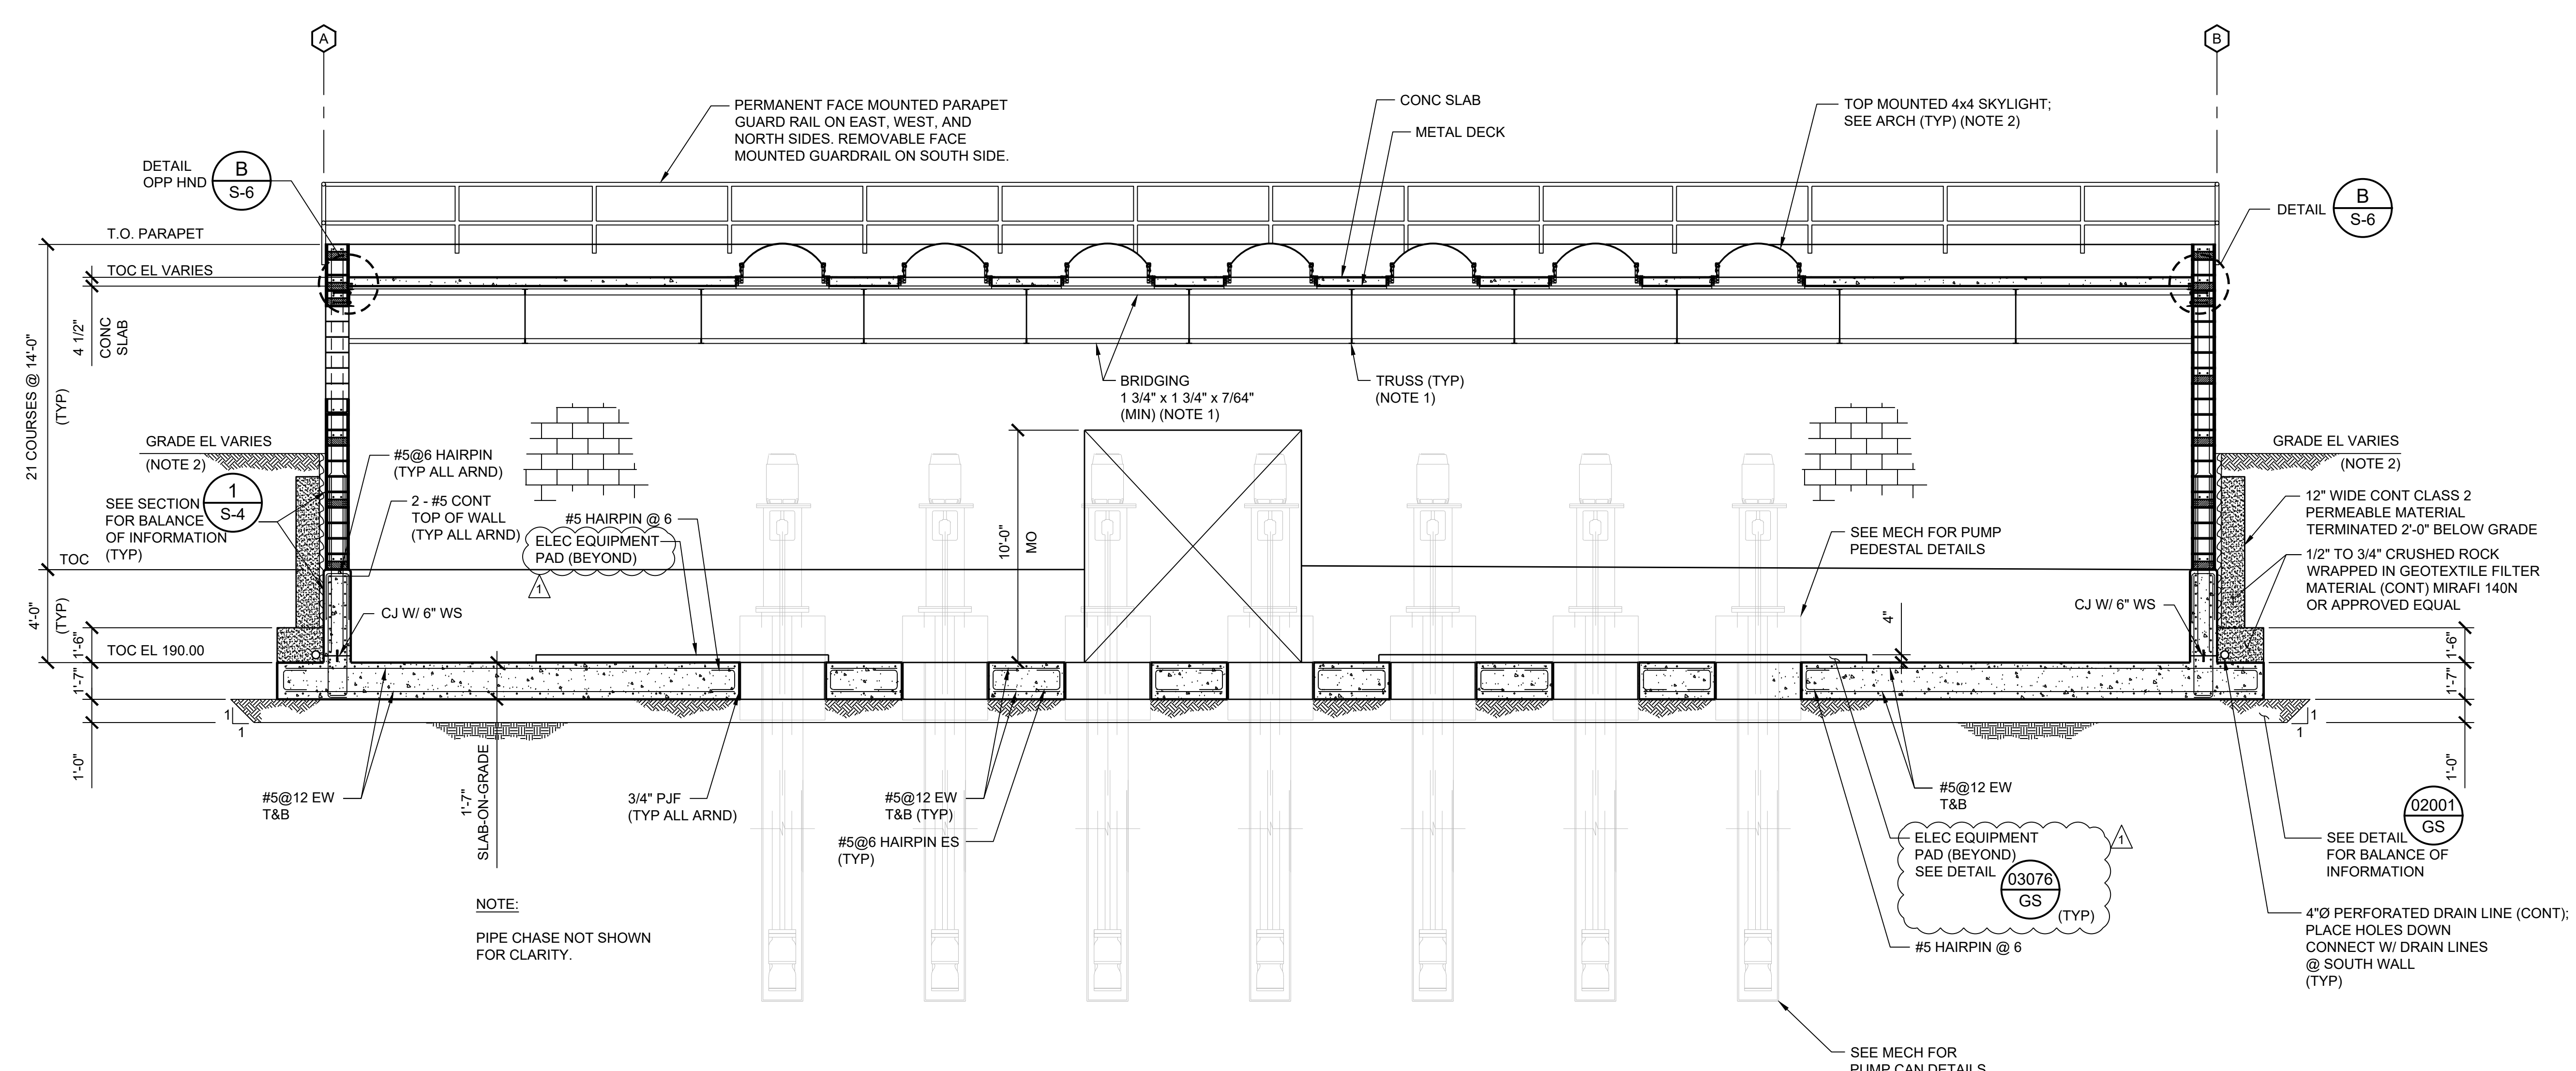 A
B
PERMANENT FACE MOUNTED PARAPET
GUARD RAIL ON EAST, WEST, AND
NORTH SIDES. REMOVABLE FACE
MOUNTED GUARDRAIL ON SOUTH SIDE.
CONC SLAB
METAL DECK
TOP MOUNTED 4x4 SKYLIGHT;
SEE ARCH (TYP) (NOTE 2)
DETAIL
OPP HND
B
S-6
DETAIL
B
S-6
T.O. PARAPET
TOC EL VARIES
4 1/2"
CONC
SLAB
21 COURSES @ 14'-0"
(TYP)
BRIDGING
1 3/4" x 1 3/4" x 7/64"
(MIN) (NOTE 1)
TRUSS (TYP)
(NOTE 1)
GRADE EL VARIES
(NOTE 2)
SEE SECTION
FOR BALANCE
OF INFORMATION
(TYP)
1
S-4
#5@6 HAIRPIN
(TYP ALL ARND)
2 - #5 CONT
TOP OF WALL
(TYP ALL ARND)
#5 HAIRPIN @ 6
ELEC EQUIPMENT
PAD (BEYOND)
1
10'-0"
MO
SEE MECH FOR PUMP
PEDESTAL DETAILS
GRADE EL VARIES
(NOTE 2)
12" WIDE CONT CLASS 2
PERMEABLE MATERIAL
TERMINATED 2'-0" BELOW GRADE
1/2" TO 3/4" CRUSHED ROCK
WRAPPED IN GEOTEXTILE FILTER
MATERIAL (CONT) MIRAFI 140N
OR APPROVED EQUAL
TOC
4'-0"
(TYP)
CJ W/ 6" WS
CJ W/ 6" WS
4"
1'-6"
TOC EL 190.00
1'-7"
1'-0"
1'-6"
1'-7"
1'-0"
1
1
1
1
#5@12 EW
T&B
1'-7"
SLAB-ON-GRADE
3/4" PJF
(TYP ALL ARND)
#5@12 EW
T&B (TYP)
#5@6 HAIRPIN ES
(TYP)
#5@12 EW
T&B
ELEC EQUIPMENT
PAD (BEYOND)
SEE DETAIL
03076
GS
(TYP)
1
#5 HAIRPIN @ 6
02001
GS
SEE DETAIL
FOR BALANCE OF
INFORMATION
4"Ø PERFORATED DRAIN LINE (CONT);
PLACE HOLES DOWN
CONNECT W/ DRAIN LINES
@ SOUTH WALL
(TYP)
NOTE:
PIPE CHASE NOT SHOWN
FOR CLARITY.
SEE MECH FOR
PUMP CAN DETAILS